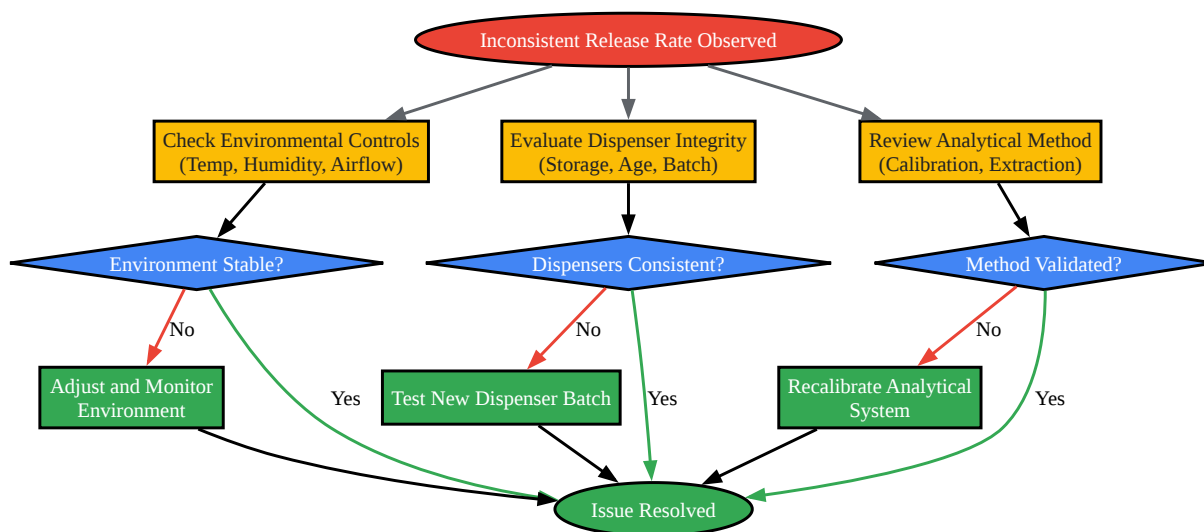 Inconsistent Release Rate Observed
Check Environmental Controls
(Temp, Humidity, Airflow)
Evaluate Dispenser Integrity
(Storage, Age, Batch)
Review Analytical Method
(Calibration, Extraction)
Environment Stable?
Dispensers Consistent?
Method Validated?
No
No
No
Adjust and Monitor
Environment
Yes
Test New Dispenser Batch
Yes
Recalibrate Analytical
System
Yes
Issue Resolved